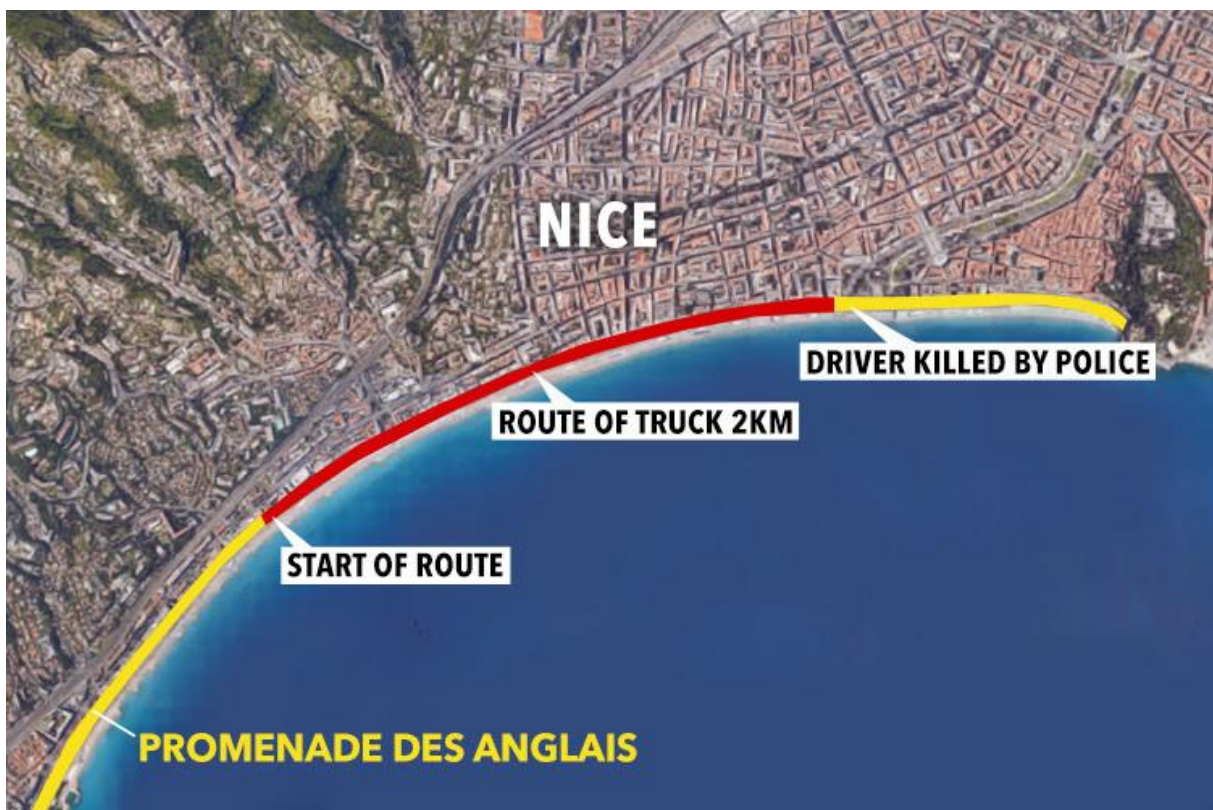 NICE
DRIVER KILLED BY POLICE
ROUTE OF TRUCK 2KM
START OF ROUTE
PROMENADE DES ANGLAIS